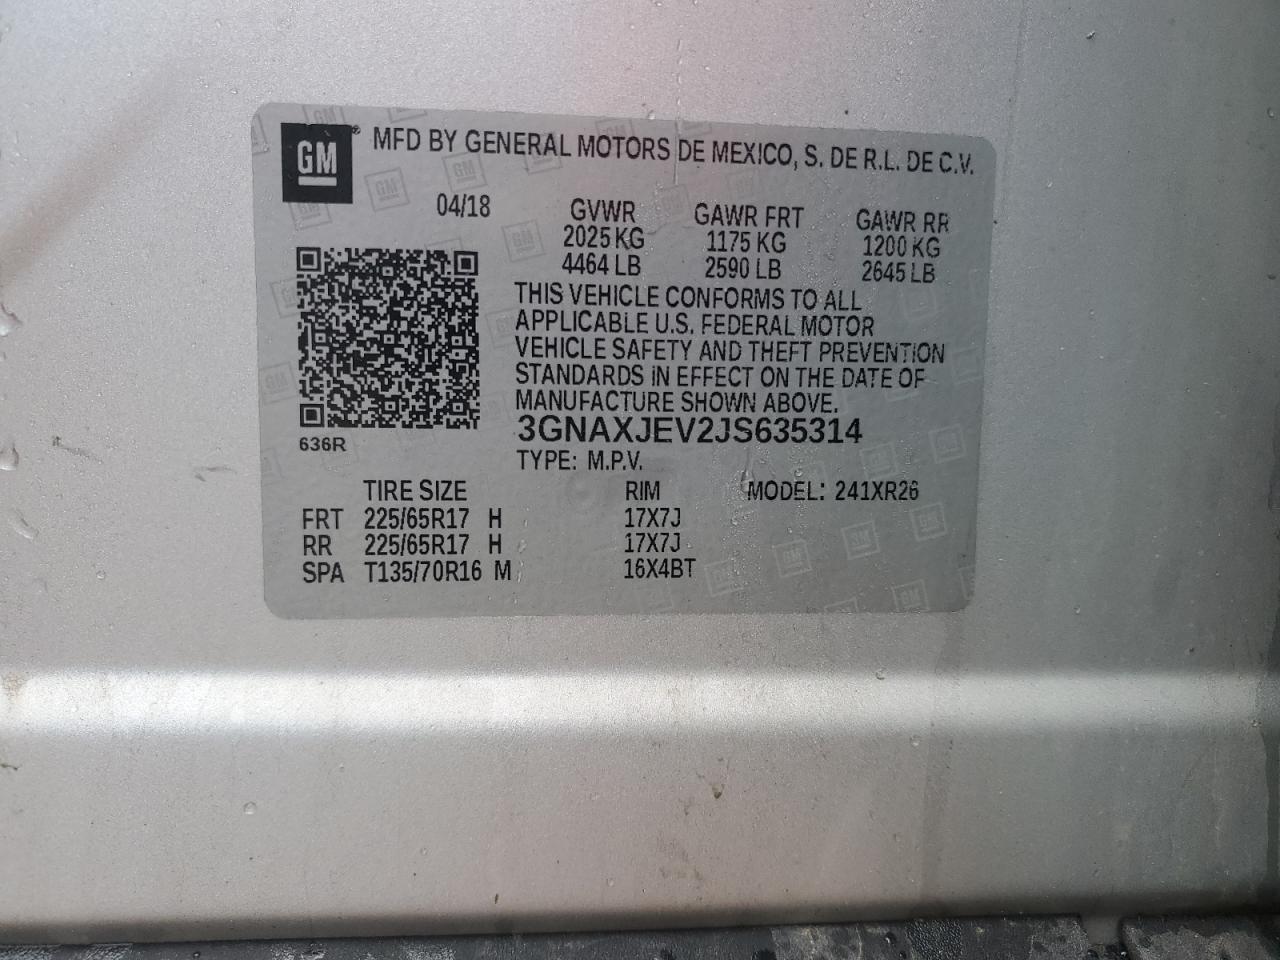 GM® MFD BY GENERAL MOTORS DE MEXICO, S. DE R.L. DE C.V.
04/18 GVWR GAWR FRT GAWR RR
2025 KG 1175 KG 1200 KG
4464 LB 2590 LB 2645 LB
THIS VEHICLE CONFORMS TO ALL
APPLICABLE U.S. FEDERAL MOTOR
VEHICLE SAFETY AND THEFT PREVENTION
STANDARDS IN EFFECT ON THE DATE OF
MANUFACTURE SHOWN ABOVE.
3GNAXJEV2JS635314
636R
TYPE: M.P.V.
TIRE SIZE RIM MODEL: 241XR26
FRT 225/65R17 H 17X7J
RR 225/65R17 H 17X7J
SPA T135/70R16 M 16X4BT